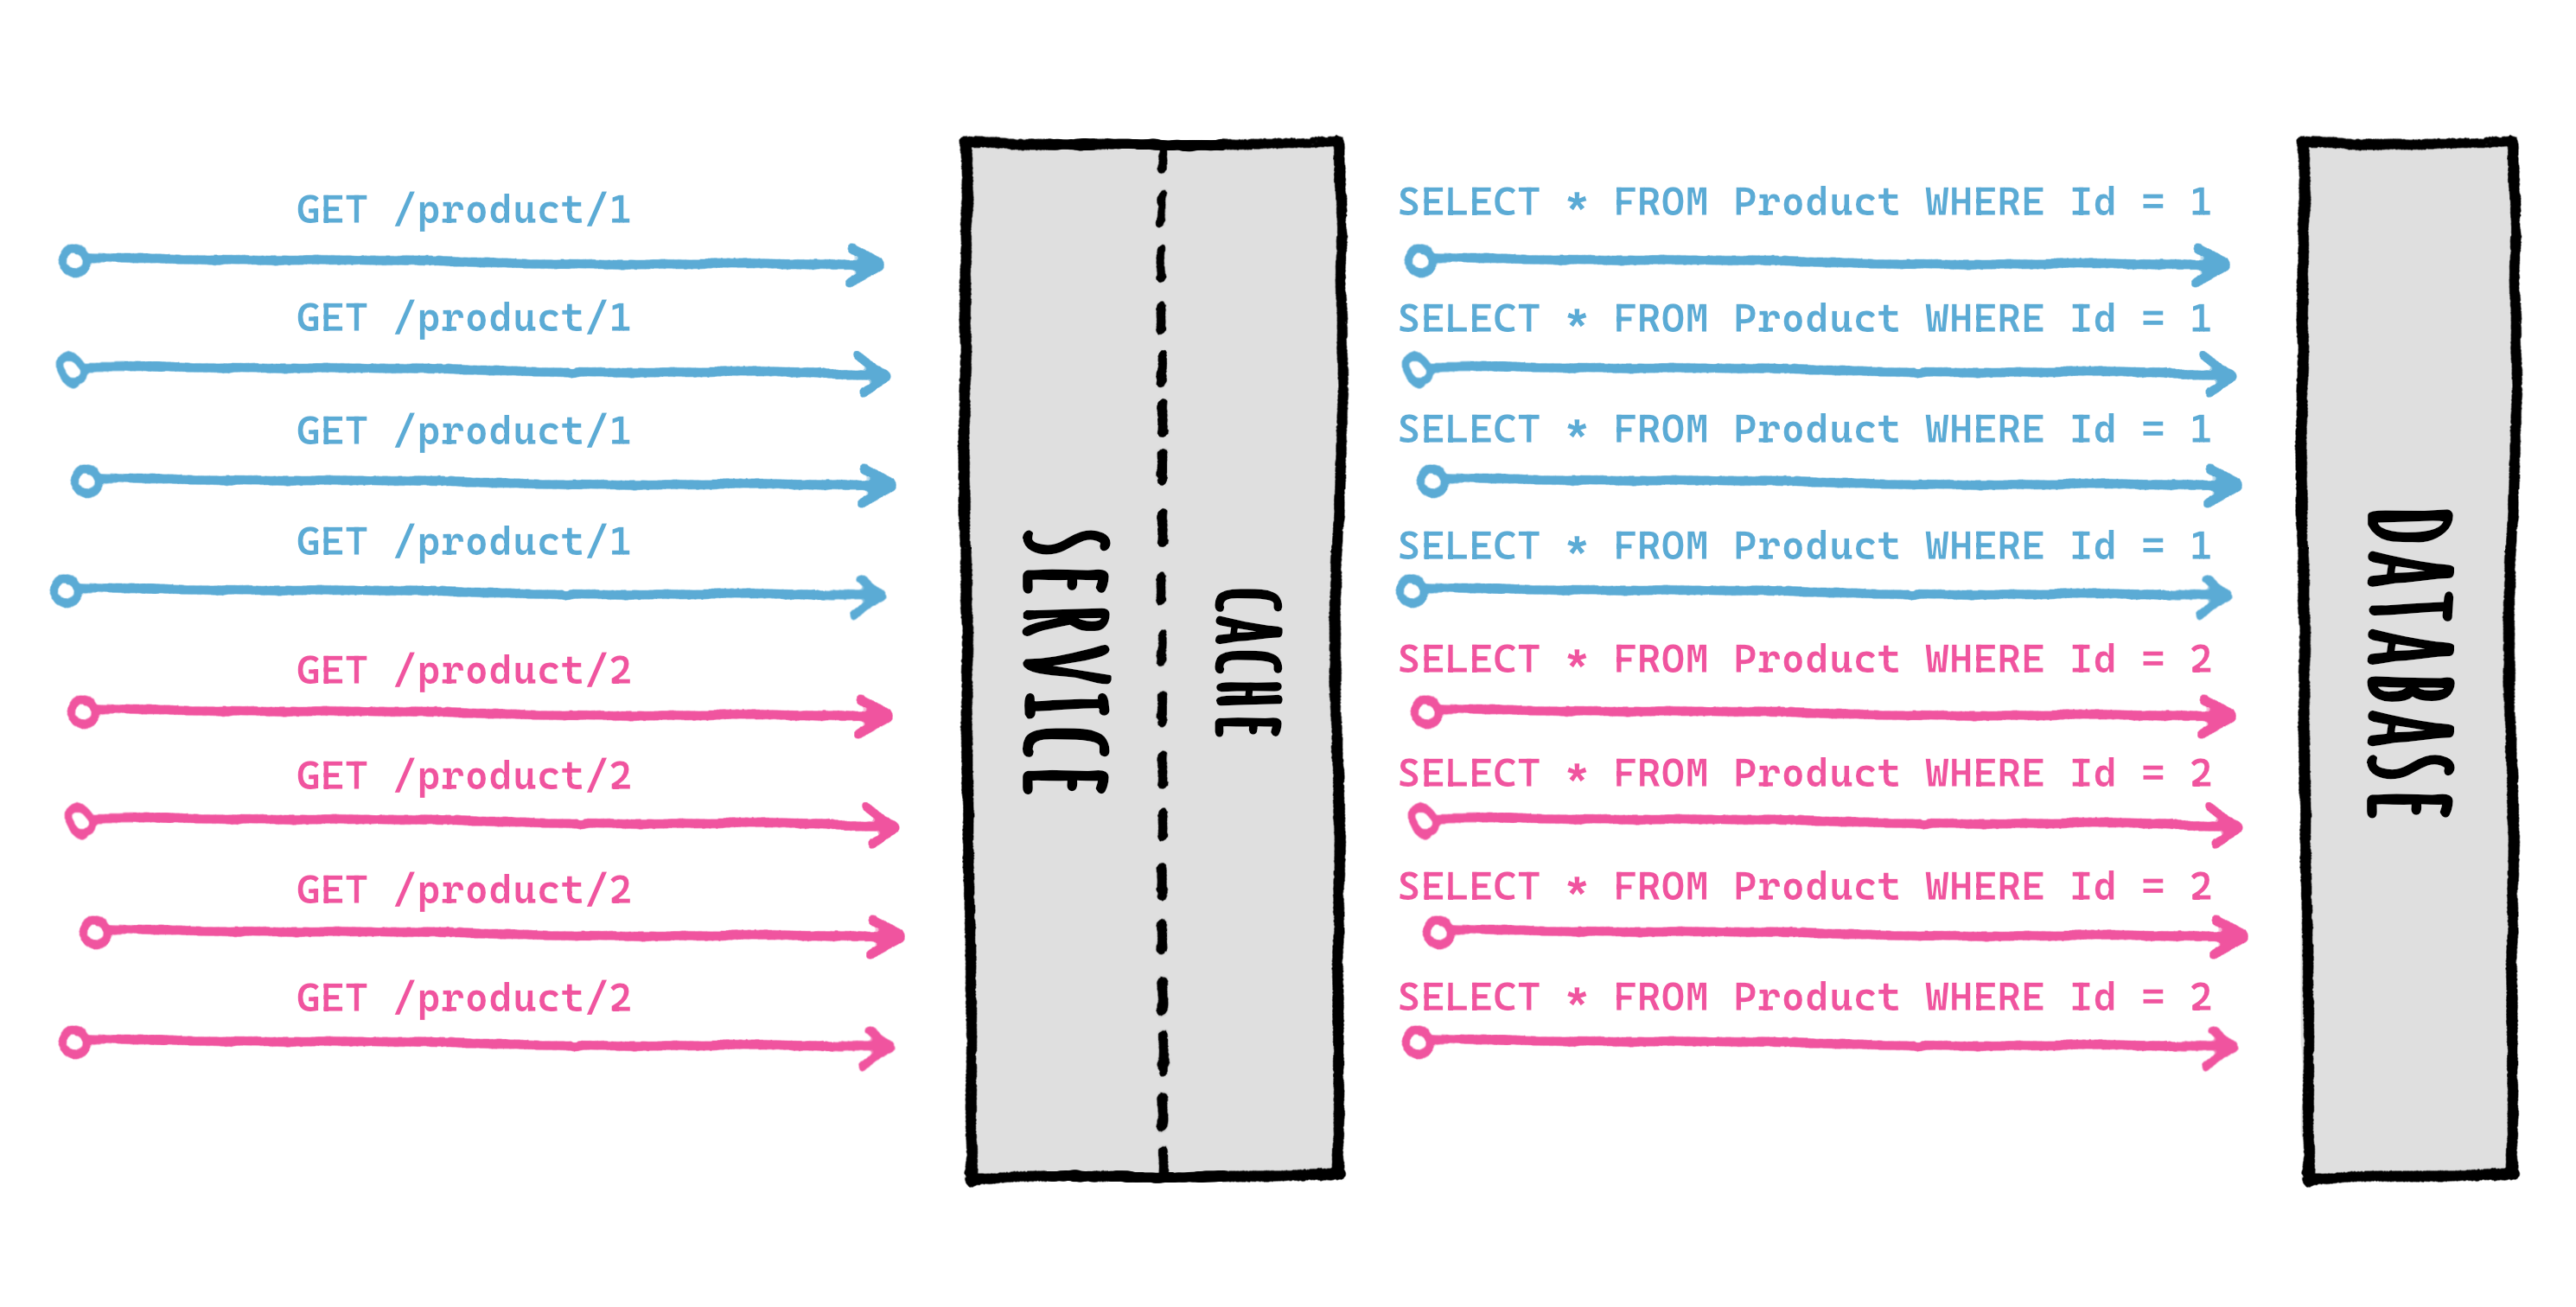 GET /product/1
GET /product/1
GET /product/1
GET /product/1
GET /product/2
GET /product/2
GET /product/2
GET /product/2
SERVICE
CACHE
SELECT * FROM Product WHERE Id = 1
SELECT * FROM Product WHERE Id = 1
SELECT * FROM Product WHERE Id = 1
SELECT * FROM Product WHERE Id = 1
SELECT * FROM Product WHERE Id = 2
SELECT * FROM Product WHERE Id = 2
SELECT * FROM Product WHERE Id = 2
SELECT * FROM Product WHERE Id = 2
DATABASE